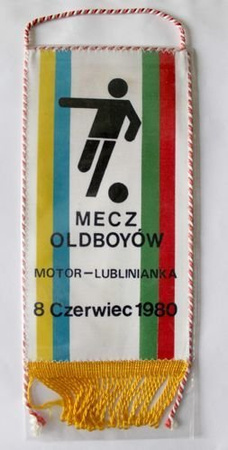 MECZ
OLDBOYÓW
MOTOR–LUBLINIANKA
8 Czerwiec 1980